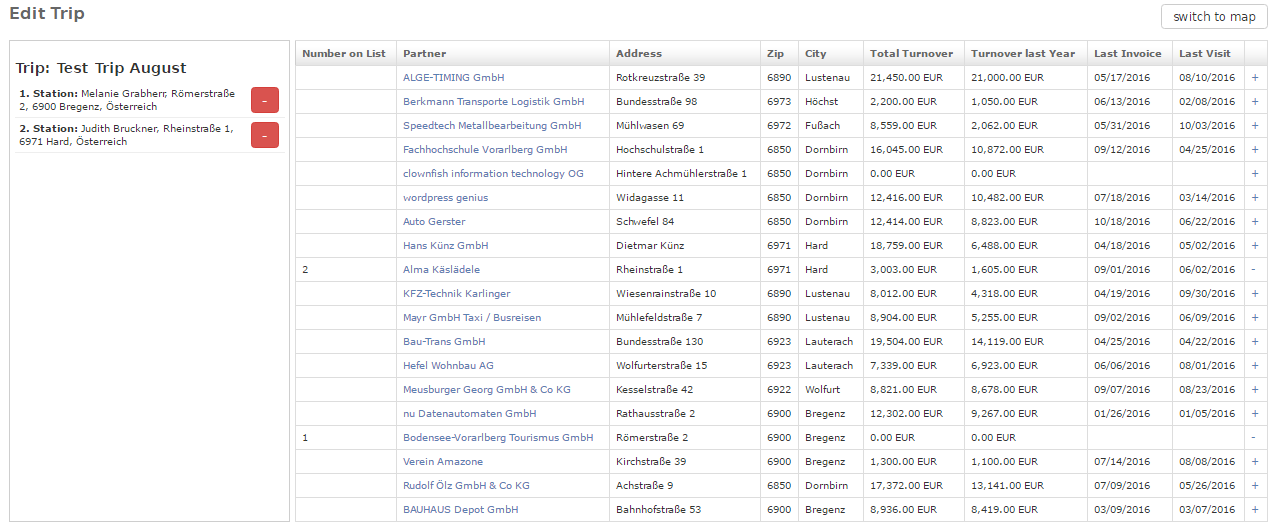 Edit Trip
switch to map
Trip: Test Trip August
1. Station: Melanie Grabherr, Römerstraße
2, 6900 Bregenz, Österreich
-
2. Station: Judith Bruckner, Rheinstraße 1,
6971 Hard, Österreich
-
Number on List Partner Address Zip City Total Turnover Turnover last Year Last Invoice Last Visit
ALGE-TIMING GmbH Rotkreuzstraße 39 6890 Lustenau 21,450.00 EUR 21,000.00 EUR 05/17/2016 08/10/2016 +
Berkmann Transporte Logistik GmbH Bundesstraße 98 6973 Höchst 2,200.00 EUR 1,050.00 EUR 06/13/2016 02/08/2016 +
Speedtech Metallbearbeitung GmbH Mühlwasen 69 6972 Fußach 8,559.00 EUR 2,062.00 EUR 05/31/2016 10/03/2016 +
Fachhochschule Vorarlberg GmbH Hochschulstraße 1 6850 Dornbirn 16,045.00 EUR 10,872.00 EUR 09/12/2016 04/25/2016 +
clownfish information technology OG Hintere Achmühlerstraße 1 6850 Dornbirn 0.00 EUR 0.00 EUR +
wordpress genius Widagasse 11 6850 Dornbirn 12,416.00 EUR 10,482.00 EUR 07/18/2016 03/14/2016 +
Auto Gerster Schwefel 84 6850 Dornbirn 12,414.00 EUR 8,823.00 EUR 10/18/2016 06/22/2016 +
Hans Künz GmbH Dietmar Künz 6971 Hard 18,759.00 EUR 6,488.00 EUR 04/18/2016 05/02/2016 +
2 Alma Käslädele Rheinstraße 1 6971 Hard 3,003.00 EUR 1,605.00 EUR 09/01/2016 06/02/2016 -
KFZ-Technik Karlinger Wiesenrainstraße 10 6890 Lustenau 8,012.00 EUR 4,318.00 EUR 04/19/2016 09/30/2016 +
Mayr GmbH Taxi / Busreisen Mühlefeldstraße 7 6890 Lustenau 8,904.00 EUR 5,255.00 EUR 09/02/2016 06/09/2016 +
Bau-Trans GmbH Bundesstraße 130 6923 Lauterach 19,504.00 EUR 14,119.00 EUR 04/25/2016 04/22/2016 +
Hefel Wohnbau AG Wolfurterstraße 15 6923 Lauterach 7,339.00 EUR 6,923.00 EUR 06/06/2016 08/01/2016 +
Meusburger Georg GmbH & Co KG Kesselstraße 42 6922 Wolfurt 8,821.00 EUR 8,678.00 EUR 09/07/2016 08/23/2016 +
nu Datenautomaten GmbH Rathausstraße 2 6900 Bregenz 12,302.00 EUR 9,267.00 EUR 01/26/2016 01/05/2016 +
1 Bodensee-Vorarlberg Tourismus GmbH Römerstraße 2 6900 Bregenz 0.00 EUR 0.00 EUR -
Verein Amazone Kirchstraße 39 6900 Bregenz 1,300.00 EUR 1,100.00 EUR 07/14/2016 08/08/2016 +
Rudolf Ölz GmbH & Co KG Achstraße 9 6850 Dornbirn 17,372.00 EUR 13,141.00 EUR 07/09/2016 05/26/2016 +
BAUHAUS Depot GmbH Bahnhofstraße 53 6900 Bregenz 8,936.00 EUR 8,419.00 EUR 03/09/2016 03/07/2016 +